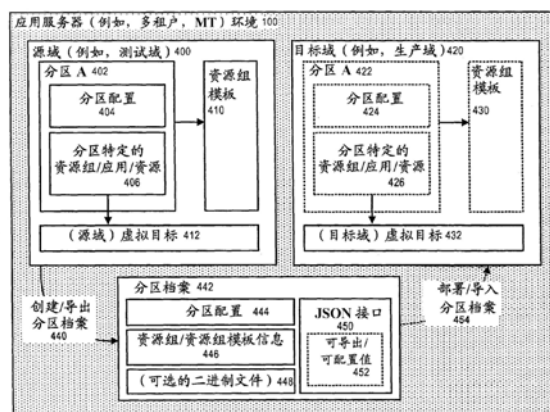 应用服务器（例如，多租户，MT）环境 100
源域（例如，测试域）400
分区 A 402
分区配置
404
分区特定的
资源组/应用/资源
406
资源组
模板
410
（源域）虚拟目标 412
目标域（例如，生产域）420
分区 A 422
分区配置
424
分区特定的
资源组/应用/资源
426
资源组
模板
430
（目标域）虚拟目标 432
创建/导出
分区档案
440
分区档案 442
分区配置 444
资源组/资源组模板信息
446
（可选的二进制文件）448
JSON 接口
450
可导出/
可配置值
452
部署/导入
分区档案
454